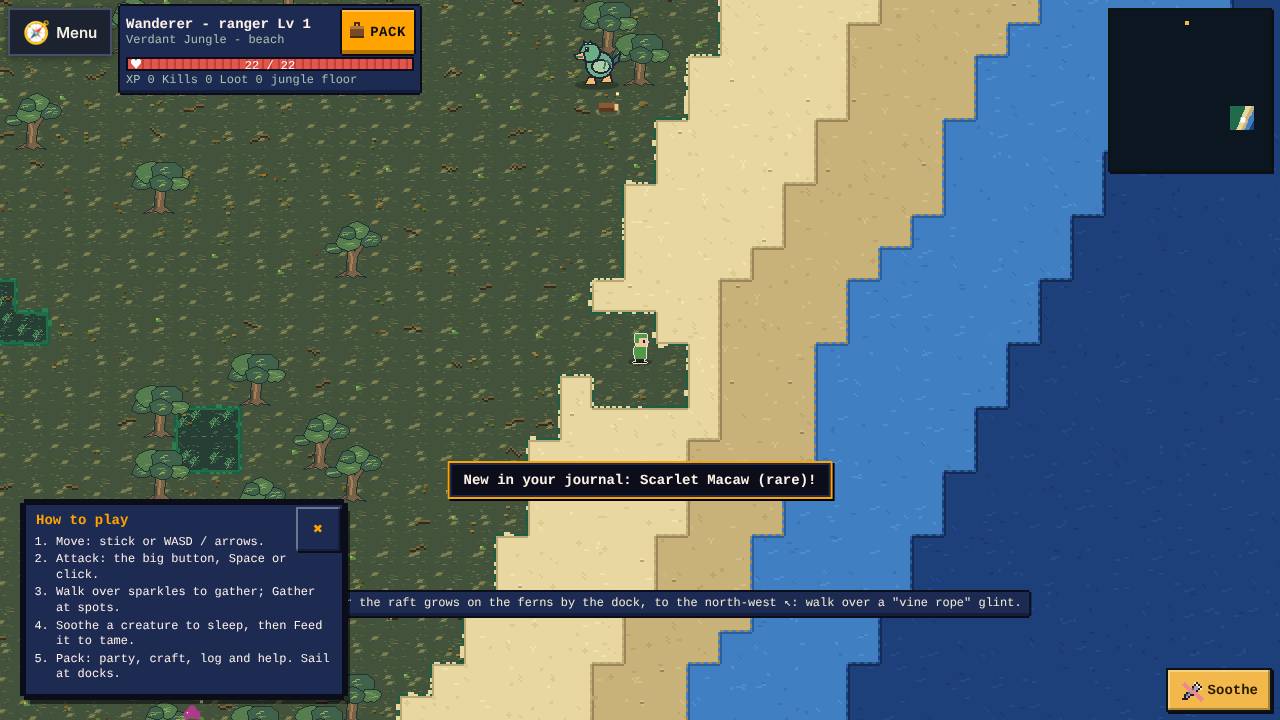 Menu
Wanderer - ranger Lv 1
Verdant Jungle - beach
PACK
22 / 22
XP 0 Kills 0 Loot 0 jungle floor
New in your journal: Scarlet Macaw (rare)!
How to play
1. Move: stick or WASD / arrows.
2. Attack: the big button, Space or
click.
3. Walk over sparkles to gather; Gather
at spots.
4. Soothe a creature to sleep, then Feed
it to tame.
5. Pack: party, craft, log and help. Sail
at docks.
the raft grows on the ferns by the dock, to the north-west ↖: walk over a "vine rope" glint.
Soothe